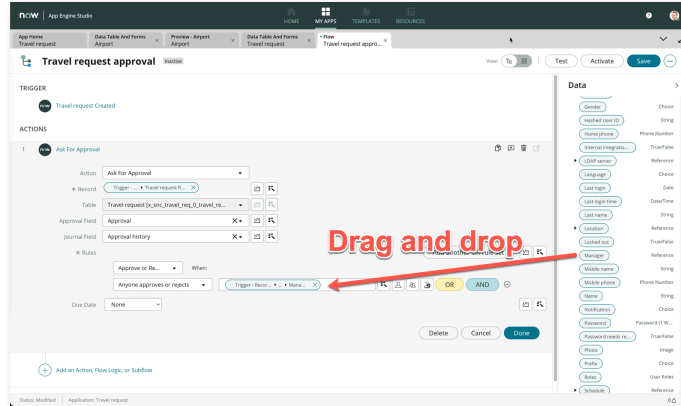 now App Engine Studio
HOME MY APPS TEMPLATES RESOURCES
App Home
Travel request
Data Table And Forms
Airport
Preview - Airport
Airport
Data Table And Forms
Travel request
* Flow
Travel request appro...
Travel request approval Inactive
View:
Test Activate Save
TRIGGER
now Travel request Created
ACTIONS
1 now Ask For Approval
Action Ask For Approval
* Record Trigger - ... ▸ Travel request R... X
Table Travel request [x_snc_travel_req_0_travel_re...
Approval Field Approval
Journal Field Approval history
* Rules
Approve or Re... When:
Anyone approves or rejects Trigger - Recor... ▸ ... ▸ Mana... X OR AND
Due Date None
Delete Cancel Done
Add an Action, Flow Logic, or Subflow
Drag and drop
Data
Gender Choice
Hashed User ID String
Home phone Phone Number
Internal Integratio... True/False
LDAP server Reference
Language Choice
Last login Date
Last login time Date/Time
Last name String
Location Reference
Locked out True/False
Manager Reference
Middle name String
Mobile phone Phone Number
Name String
Notification Choice
Password Password (1 W...
Password needs re... True/False
Photo Image
Prefix Choice
Roles User Roles
Schedule Reference
Status: Modified Application: Travel request
0